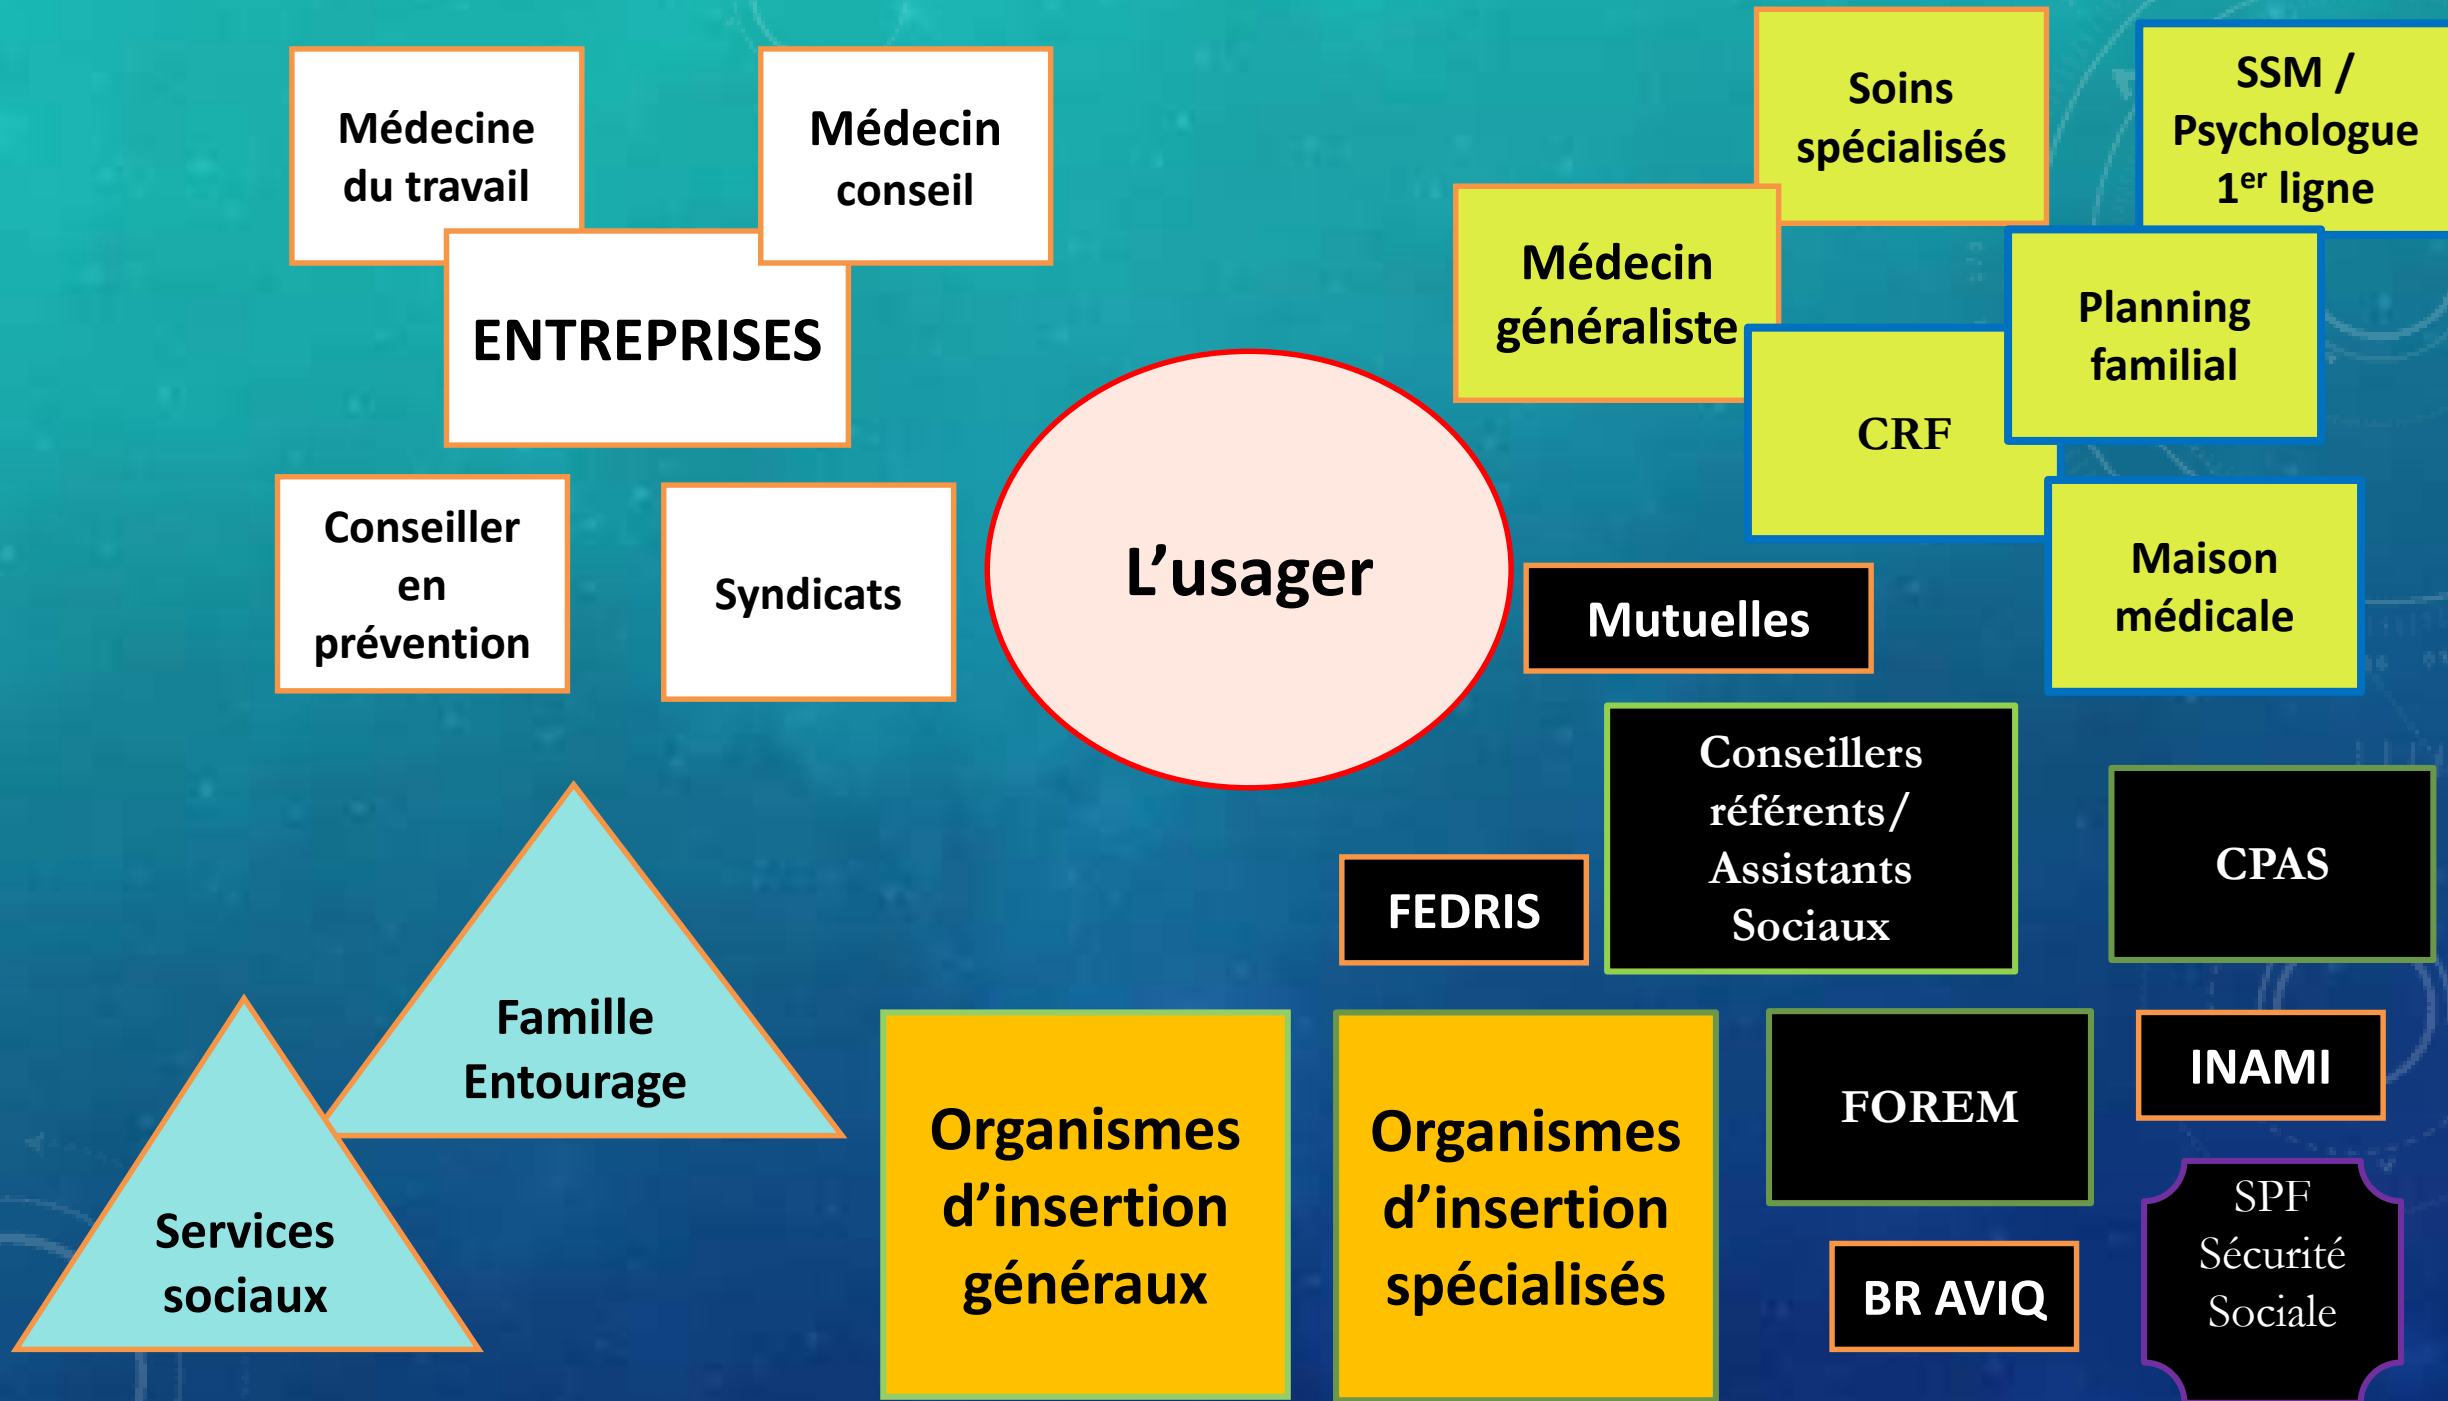 Médecine
du travail
Médecin
conseil
ENTREPRISES
Conseiller
en
prévention
Syndicats
L’usager
Soins
spécialisés
SSM /
Psychologue
1er ligne
Médecin
généraliste
Planning
familial
CRF
Maison
médicale
Mutuelles
Conseillers
référents/
Assistants
Sociaux
CPAS
FEDRIS
Famille
Entourage
Services
sociaux
Organismes
d’insertion
généraux
Organismes
d’insertion
spécialisés
FOREM
INAMI
BR AVIQ
SPF
Sécurité
Sociale